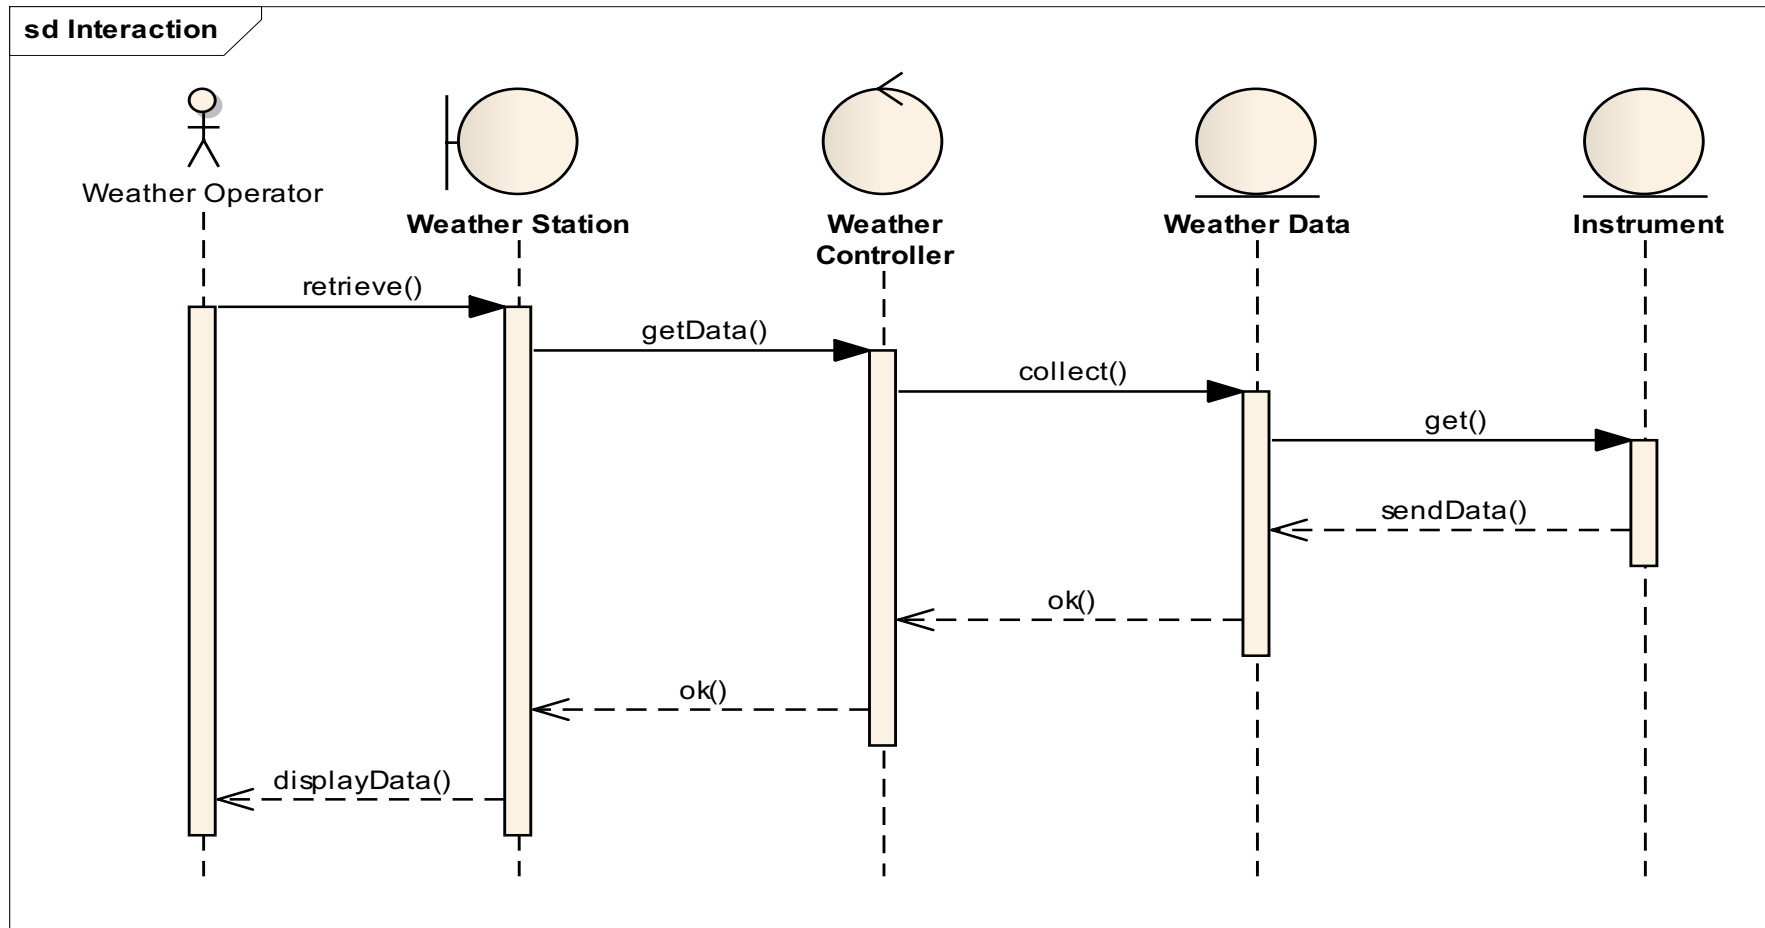 sd Interaction
Weather Operator
Weather Station
Weather
Controller
Weather Data
Instrument
retrieve()
getData()
collect()
get()
sendData()
ok()
ok()
displayData()